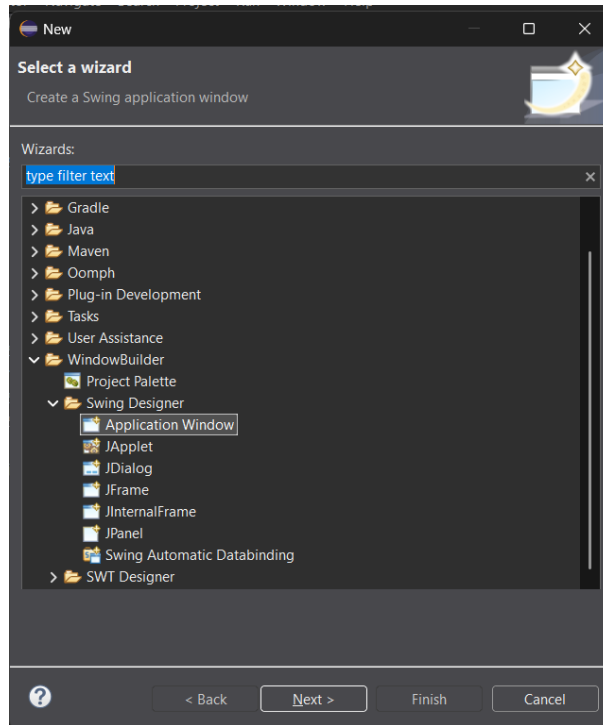 New
Select a wizard
Create a Swing application window
Wizards:
type filter text
Gradle
Java
Maven
Oomph
Plug-in Development
Tasks
User Assistance
WindowBuilder
Project Palette
Swing Designer
Application Window
JApplet
JDialog
JFrame
JInternalFrame
JPanel
Swing Automatic Databinding
SWT Designer
< Back Next > Finish Cancel